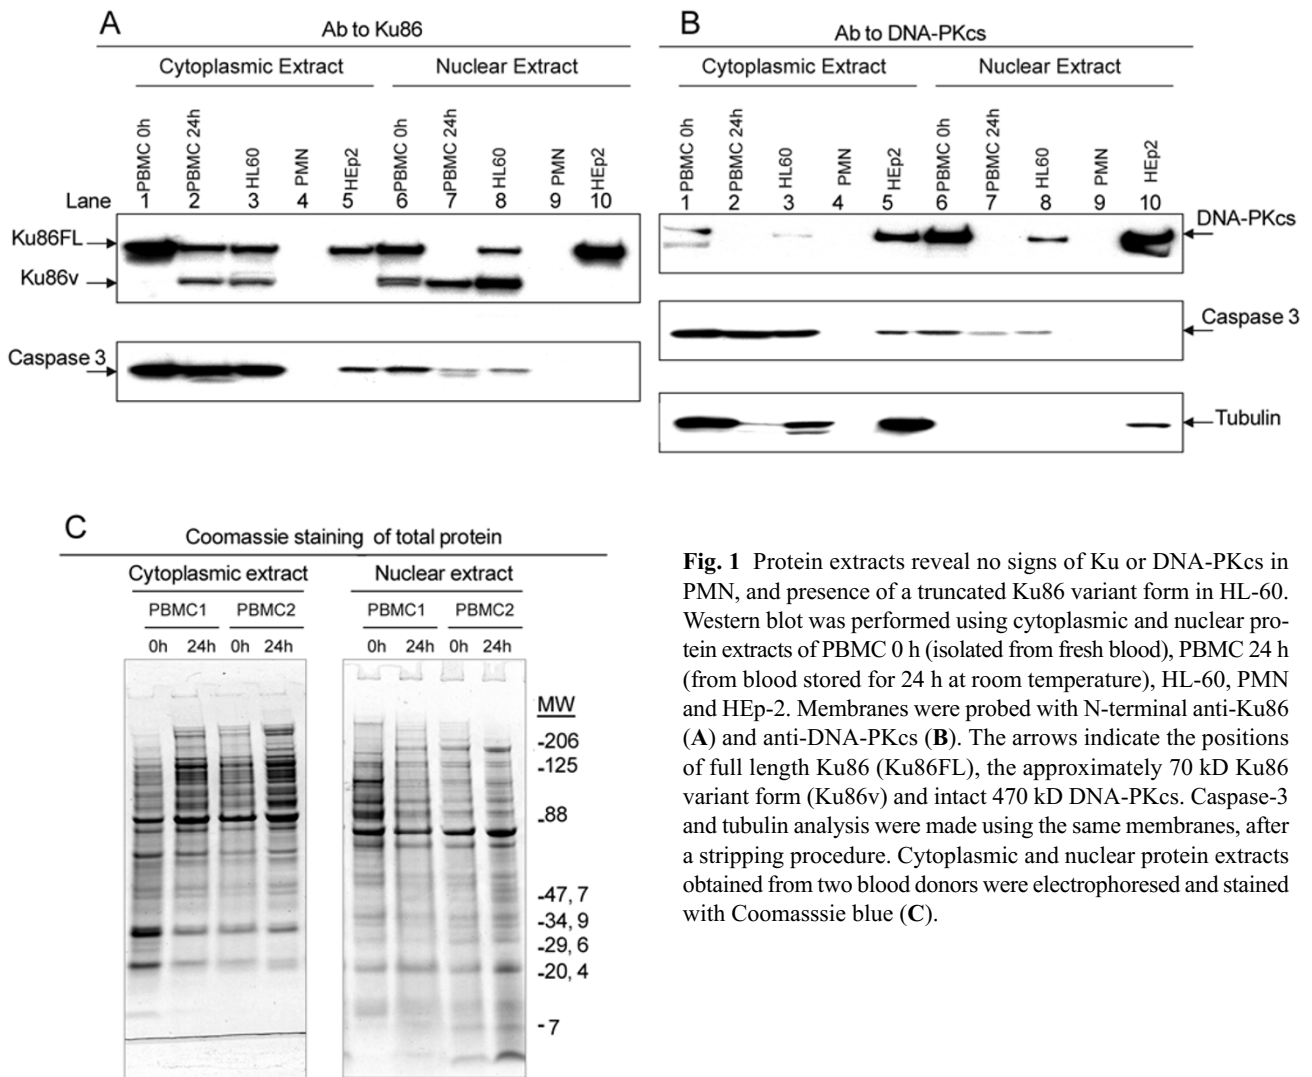 A
Ab to Ku86
Cytoplasmic Extract Nuclear Extract
PBMC 0h PBMC 24h HL60 PMN HEp2 PBMC 0h PBMC 24h HL60 PMN HEp2
Lane 1 2 3 4 5 6 7 8 9 10
Ku86FL
Ku86v
Caspase 3
B
Ab to DNA-PKcs
Cytoplasmic Extract Nuclear Extract
PBMC 0h PBMC 24h HL60 PMN HEp2 PBMC 0h PBMC 24h HL60 PMN HEp2
1 2 3 4 5 6 7 8 9 10
DNA-PKcs
Caspase 3
Tubulin
C
Coomassie staining of total protein
Cytoplasmic extract Nuclear extract
PBMC1 PBMC2 PBMC1 PBMC2
0h 24h 0h 24h 0h 24h 0h 24h
MW
-206
-125
-88
-47, 7
-34, 9
-29, 6
-20, 4
-7
Fig. 1 Protein extracts reveal no signs of Ku or DNA-PKcs in
PMN, and presence of a truncated Ku86 variant form in HL-60.
Western blot was performed using cytoplasmic and nuclear pro-
tein extracts of PBMC 0 h (isolated from fresh blood), PBMC 24 h
(from blood stored for 24 h at room temperature), HL-60, PMN
and HEp-2. Membranes were probed with N-terminal anti-Ku86
(A) and anti-DNA-PKcs (B). The arrows indicate the positions
of full length Ku86 (Ku86FL), the approximately 70 kD Ku86
variant form (Ku86v) and intact 470 kD DNA-PKcs. Caspase-3
and tubulin analysis were made using the same membranes, after
a stripping procedure. Cytoplasmic and nuclear protein extracts
obtained from two blood donors were electrophoresed and stained
with Coomasssie blue (C).